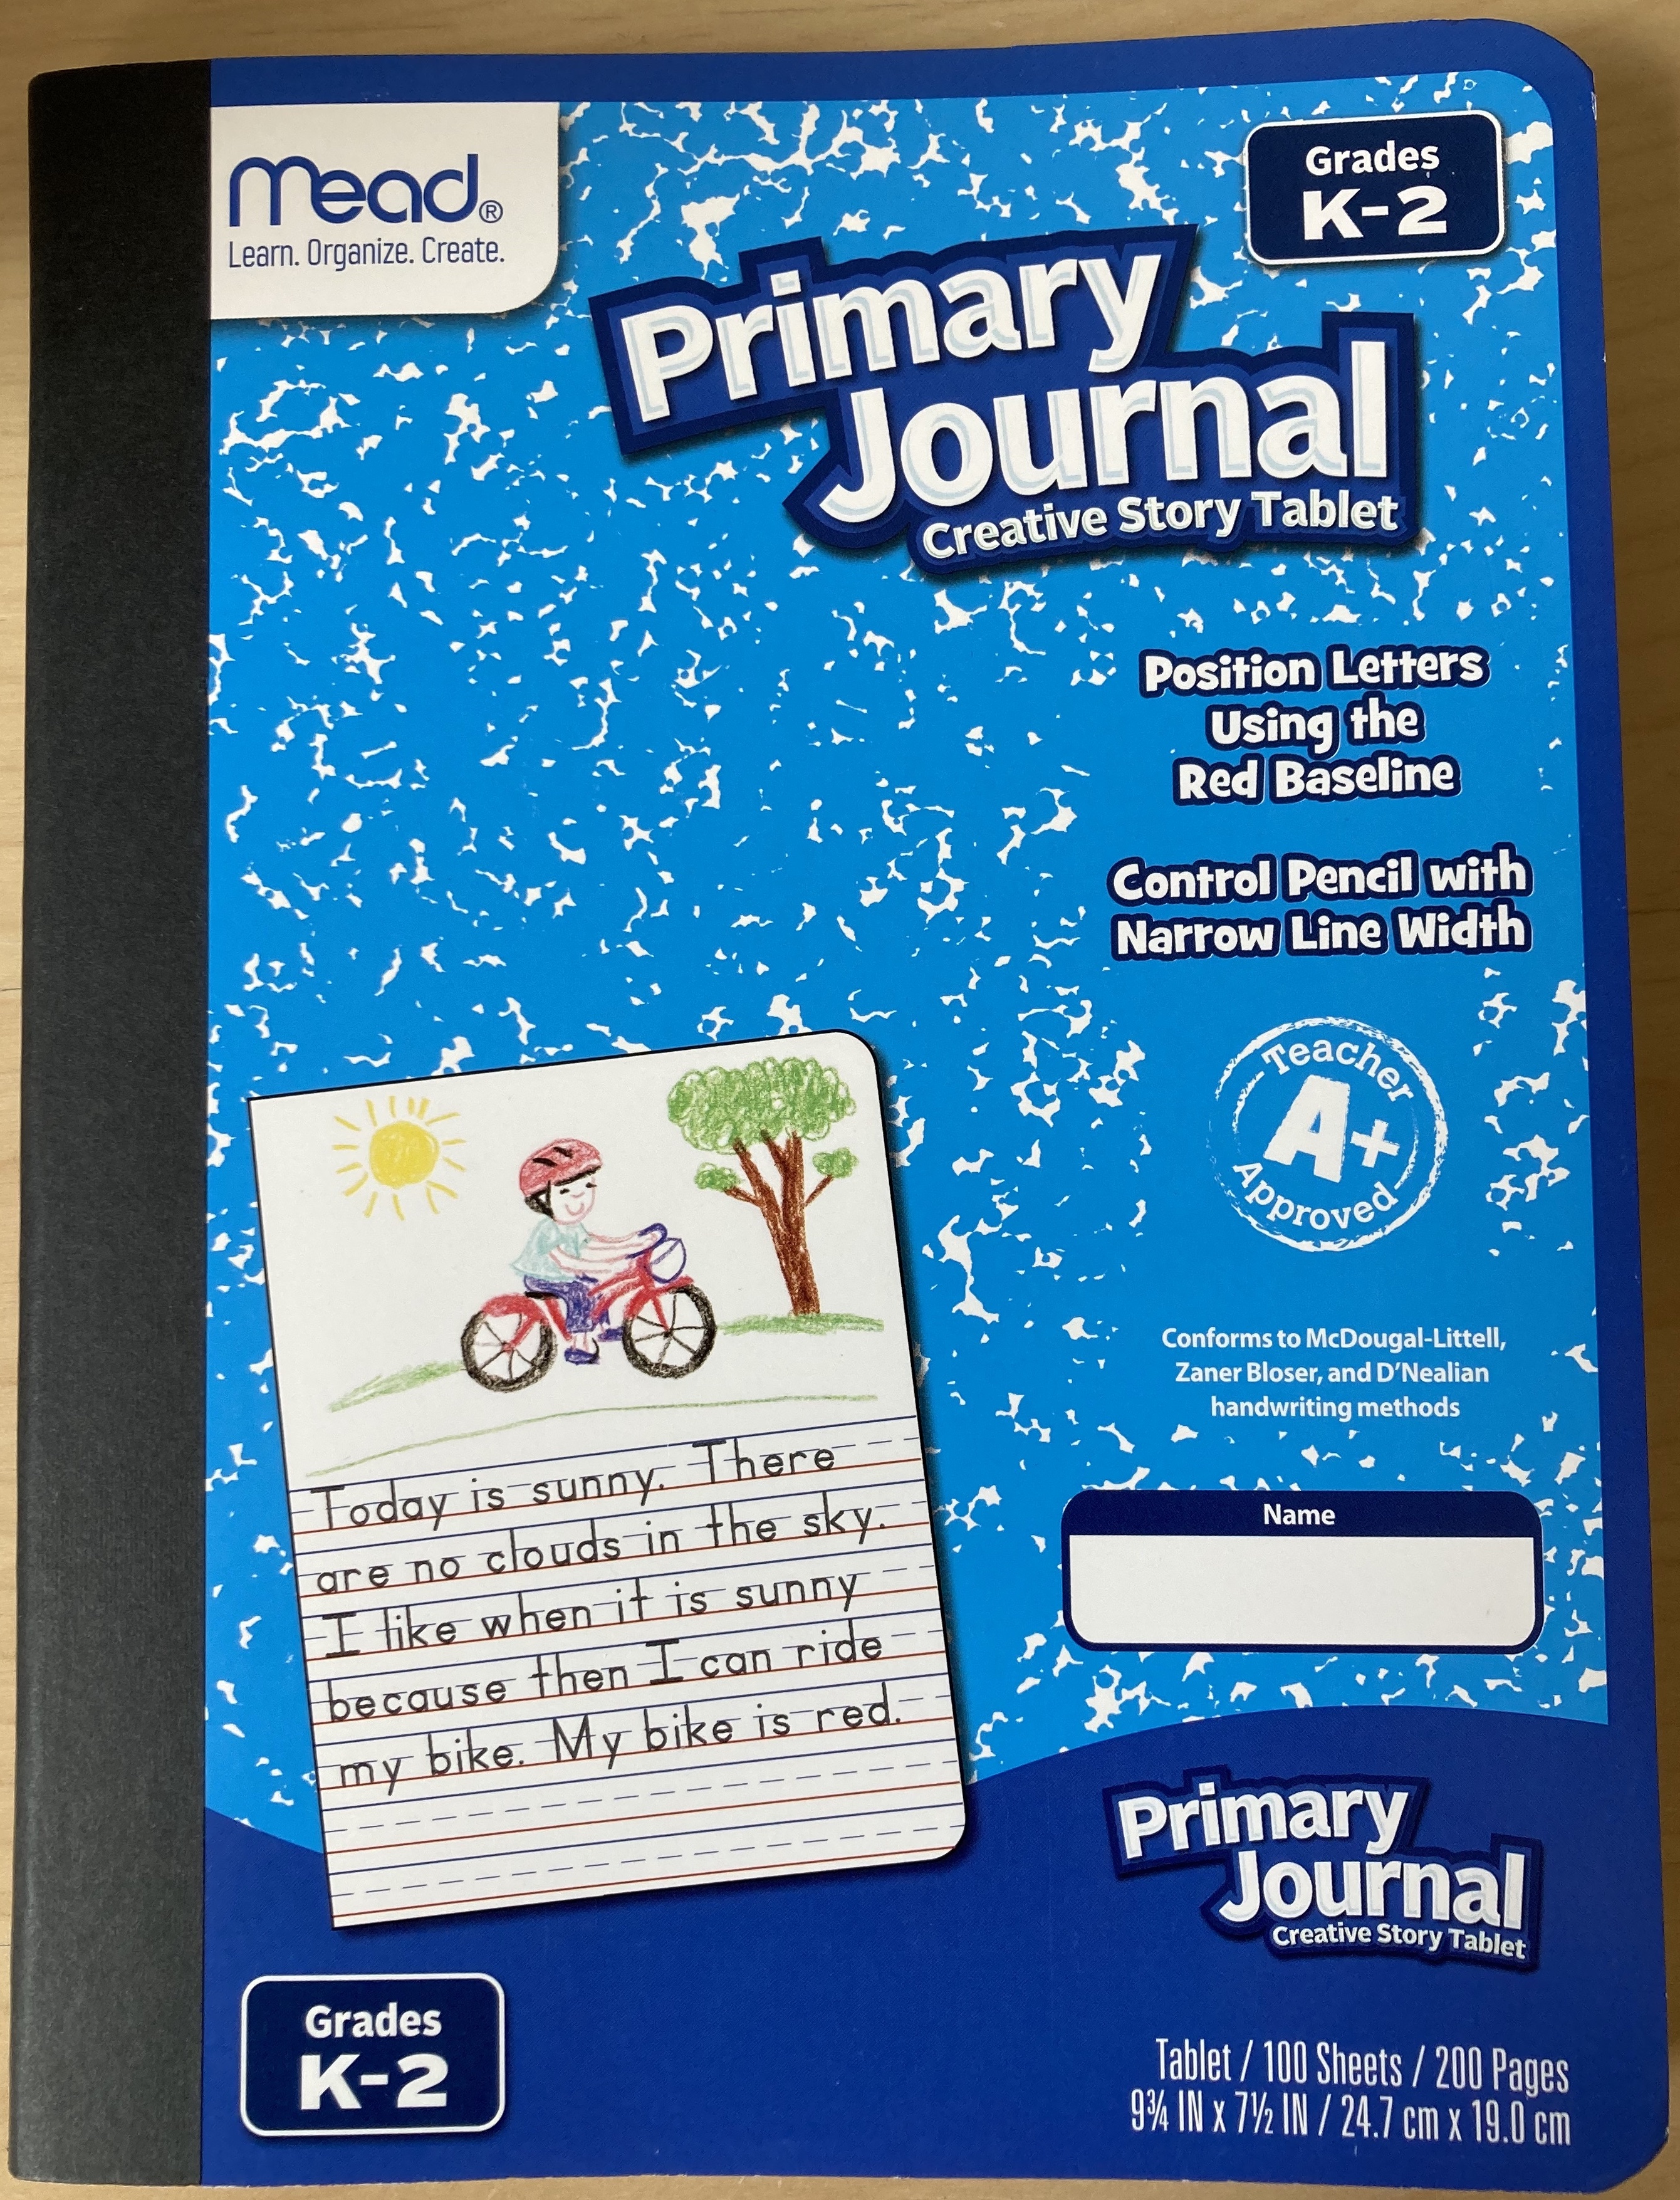 Mead®
Learn. Organize. Create.
Grades
K-2
Primary
Journal
Creative Story Tablet
Position Letters
Using the
Red Baseline
Control Pencil with
Narrow Line Width
Teacher
A+
Approved
Conforms to McDougal-Littell,
Zaner Bloser, and D'Nealian
handwriting methods
Name
Today is sunny. There
are no clouds in the sky.
I like when it is sunny
because then I can ride
my bike. My bike is red.
Primary
Journal
Creative Story Tablet
Grades
K-2
Tablet / 100 Sheets / 200 Pages
9¾ IN x 7½ IN / 24.7 cm x 19.0 cm